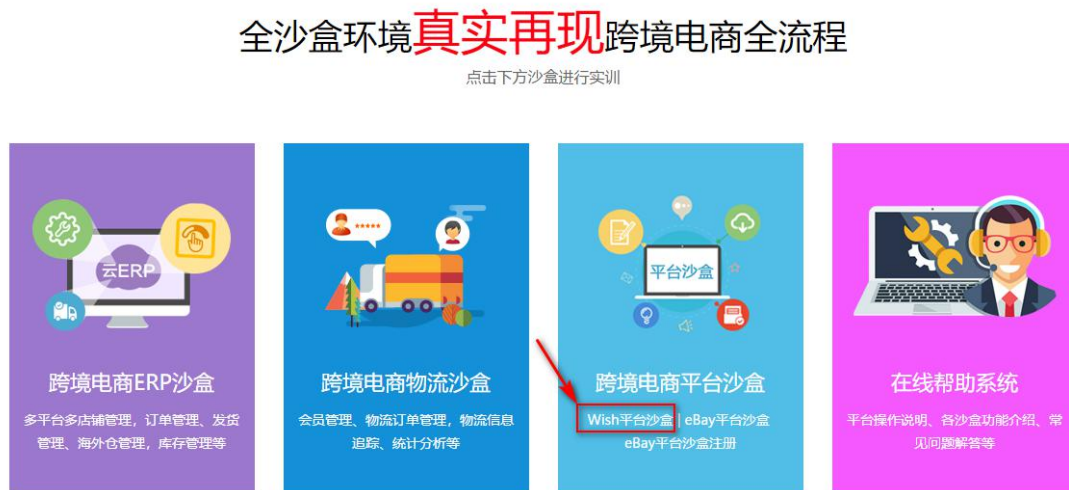 全沙盒环境真实再现跨境电商全流程
点击下方沙盒进行实训
云ERP
跨境电商ERP沙盒
多平台多店铺管理，订单管理、发货
管理、海外仓管理，库存管理等
跨境电商物流沙盒
会员管理、物流订单管理，物流信息
追踪、统计分析等
平台沙盒
跨境电商平台沙盒
Wish平台沙盒 | eBay平台沙盒
eBay平台沙盒注册
在线帮助系统
平台操作说明、各沙盒功能介绍、常
见问题解答等